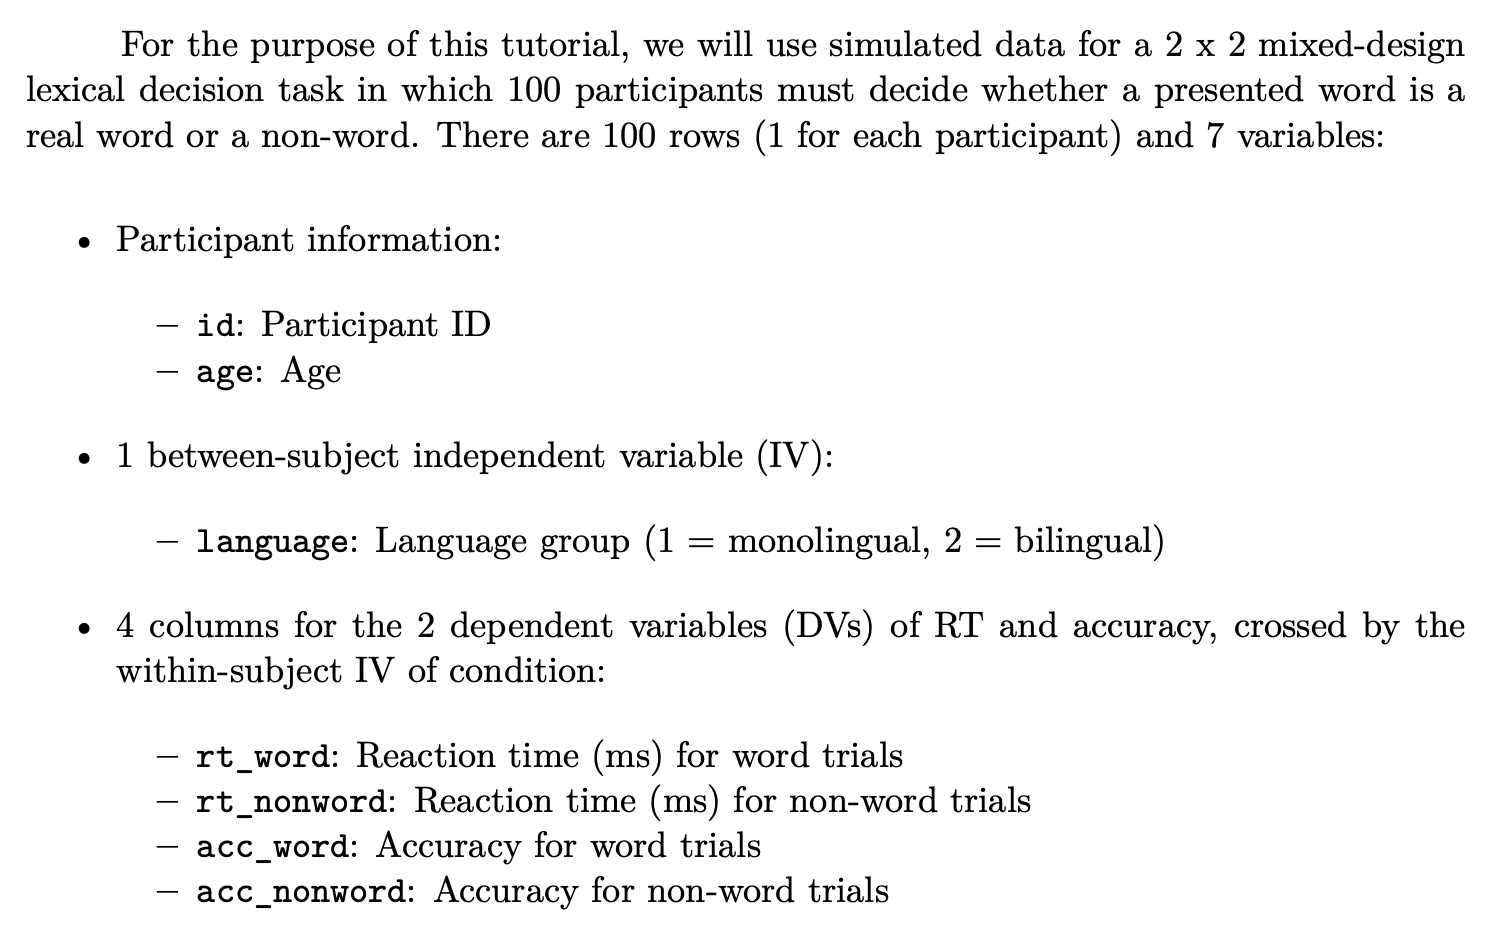 For the purpose of this tutorial, we will use simulated data for a 2 x 2 mixed-design
lexical decision task in which 100 participants must decide whether a presented word is a
real word or a non-word. There are 100 rows (1 for each participant) and 7 variables:
• Participant information:
– id: Participant ID
– age: Age
• 1 between-subject independent variable (IV):
– language: Language group (1 = monolingual, 2 = bilingual)
• 4 columns for the 2 dependent variables (DVs) of RT and accuracy, crossed by the
within-subject IV of condition:
– rt_word: Reaction time (ms) for word trials
– rt_nonword: Reaction time (ms) for non-word trials
– acc_word: Accuracy for word trials
– acc_nonword: Accuracy for non-word trials